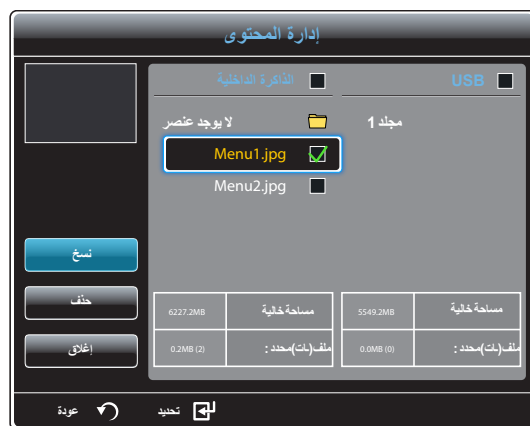 إدارة المحتوى
USB
الذاكرة الداخلية
مجلد 1
لا يوجد عنصر
Menu1.jpg
Menu2.jpg
نسخ
حذف
إغلاق
مساحة خالية 5549.2MB
ملف(ـات)محدد : 0.0MB (0)
مساحة خالية 6227.2MB
ملف(ـات)محدد : 0.2MB (2)
تحديد
عودة